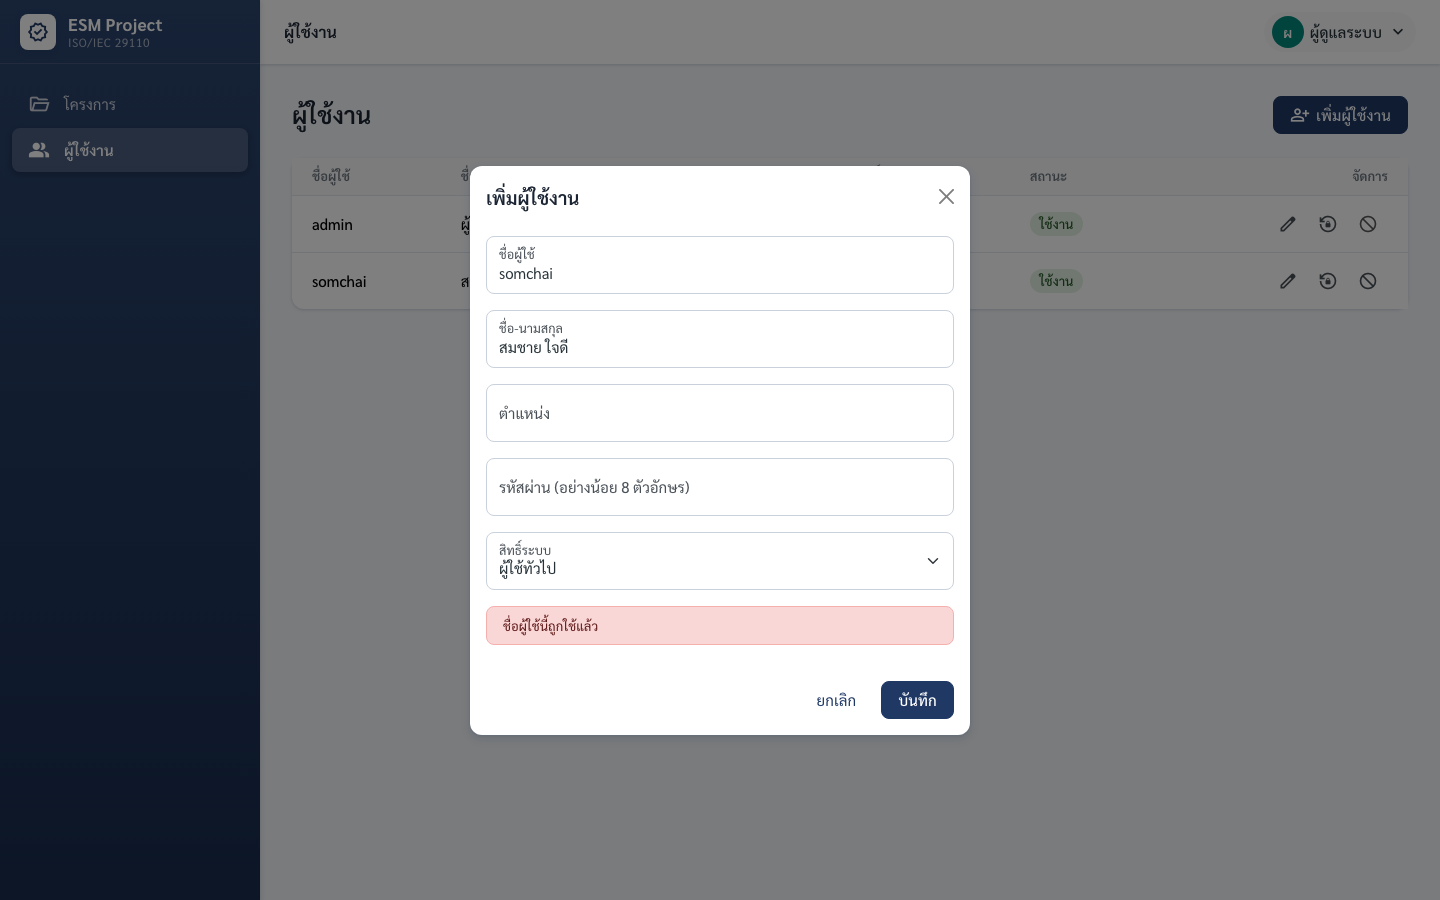 ESM Project
ISO/IEC 29110
โครงการ
ผู้ใช้งาน
ผู้ใช้งาน
ผ ผู้ดูแลระบบ
ผู้ใช้งาน
เพิ่มผู้ใช้งาน
ชื่อผู้ใช้ สถานะ จัดการ
admin ใช้งาน
somchai ใช้งาน
เพิ่มผู้ใช้งาน
ชื่อผู้ใช้
somchai
ชื่อ-นามสกุล
สมชาย ใจดี
ตำแหน่ง
รหัสผ่าน (อย่างน้อย 8 ตัวอักษร)
สิทธิ์ระบบ
ผู้ใช้ทั่วไป
ชื่อผู้ใช้นี้ถูกใช้แล้ว
ยกเลิก บันทึก